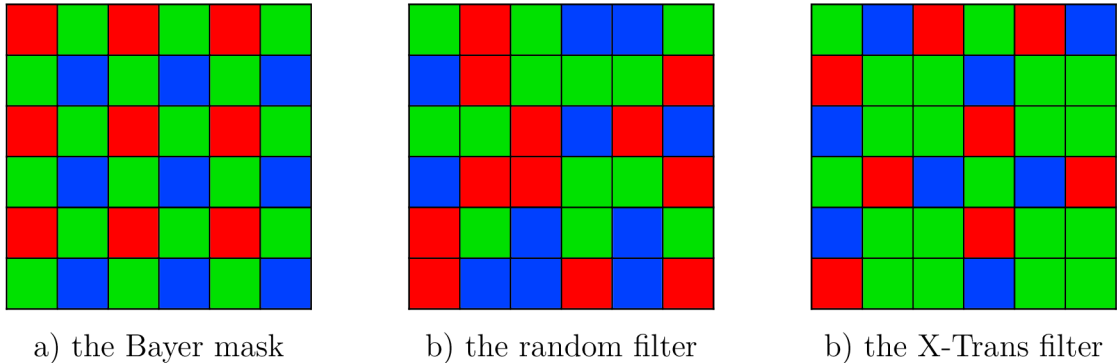 a) the Bayer mask
b) the random filter
b) the X-Trans filter